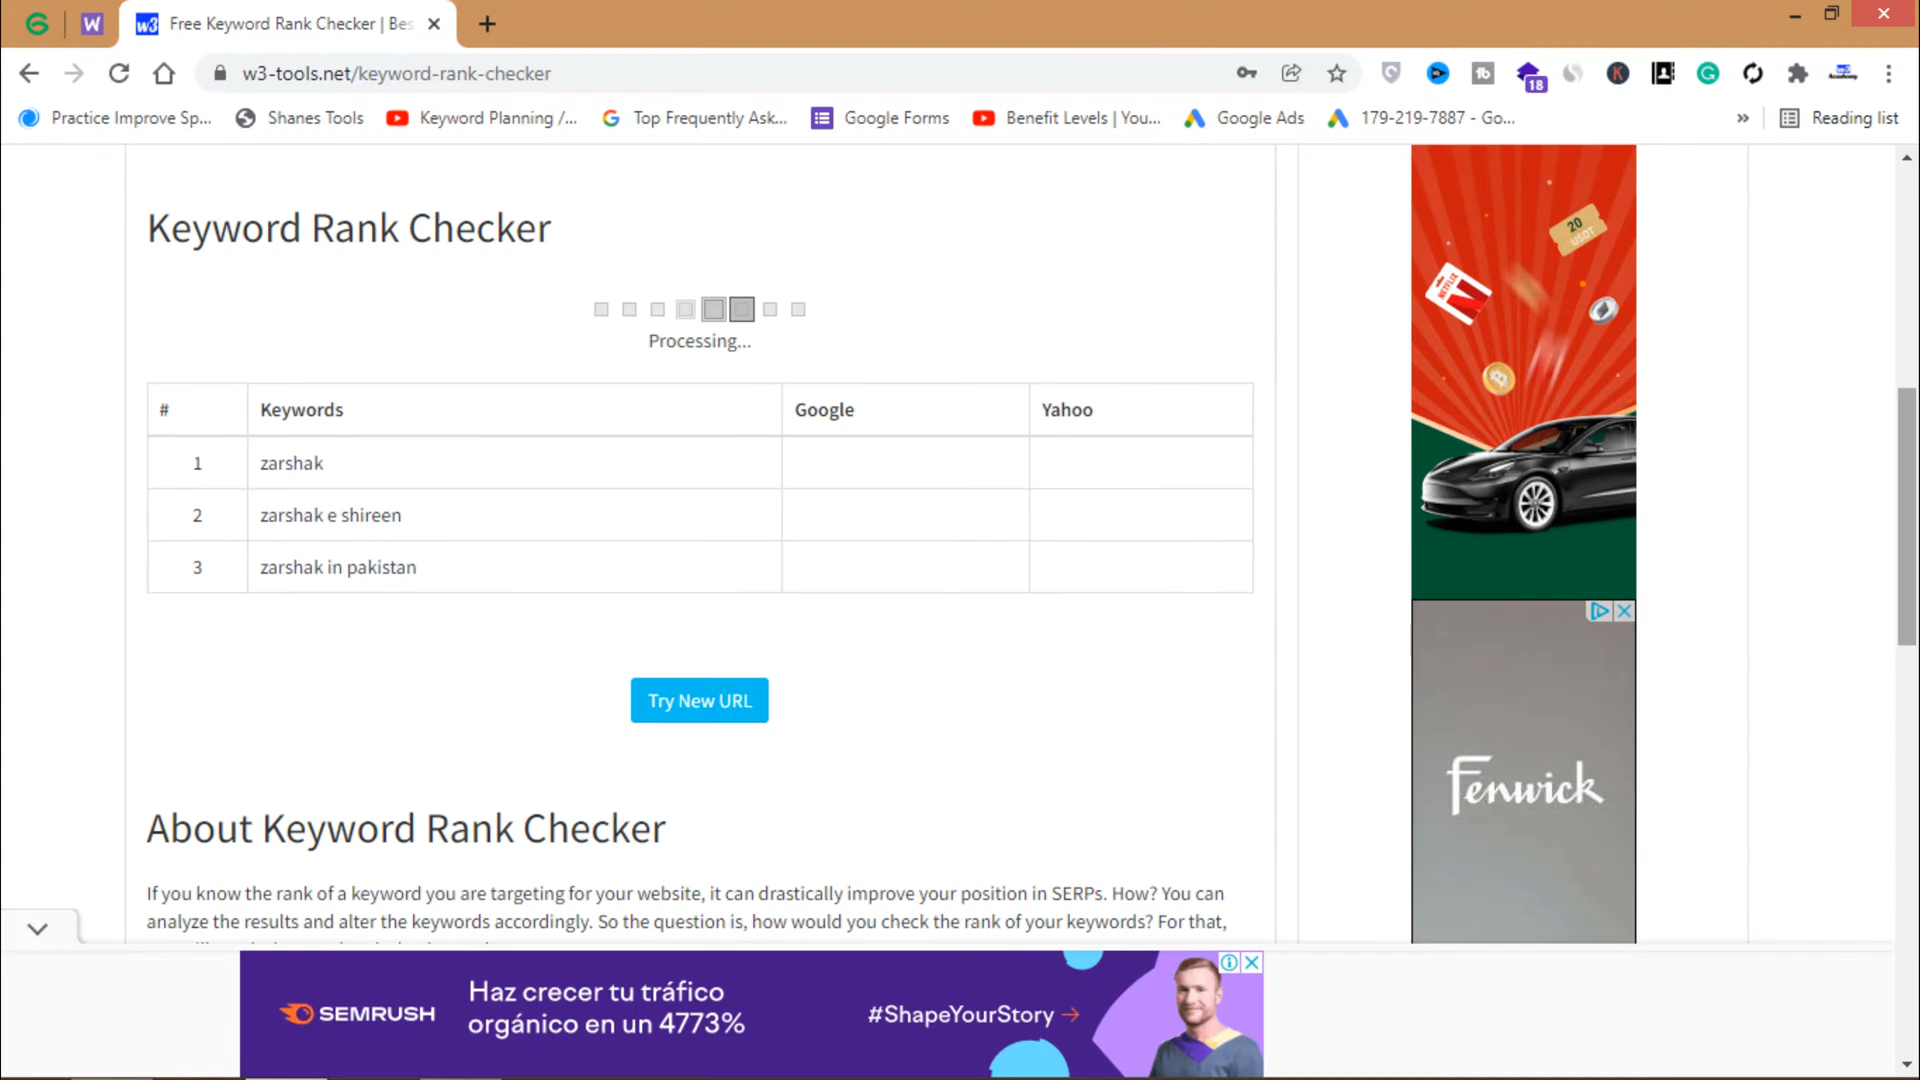 Free Keyword Rank Checker | Bes
w3-tools.net/keyword-rank-checker
18
Practice Improve Sp...
Shanes Tools
Keyword Planning /...
Top Frequently Ask...
Google Forms
Benefit Levels | You...
Google Ads
179-219-7887 - Go...
Reading list
Keyword Rank Checker
Processing...
# Keywords Google Yahoo
1 zarshak
2 zarshak e shireen
3 zarshak in pakistan
Try New URL
About Keyword Rank Checker
If you know the rank of a keyword you are targeting for your website, it can drastically improve your position in SERPs. How? You can
analyze the results and alter the keywords accordingly. So the question is, how would you check the rank of your keywords? For that,
20
USDT
NETFLIX
Fenwick
SEMRUSH
Haz crecer tu tráfico
orgánico en un 4773%
#ShapeYourStory →